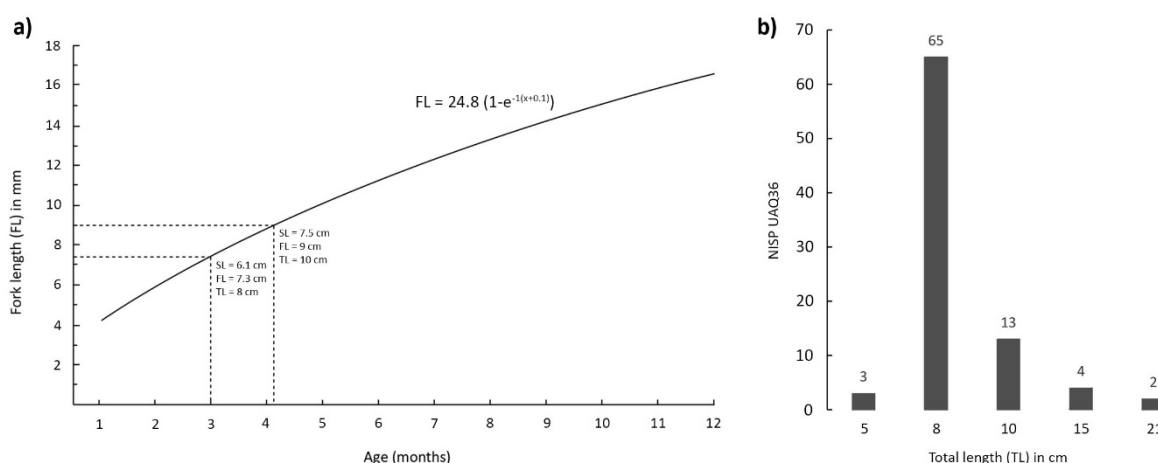 a)
18
16
14
12
10
8
6
4
2
Fork length (FL) in mm
FL = 24.8 (1-e-1(x+0.1))
SL = 7.5 cm
FL = 9 cm
TL = 10 cm
SL = 6.1 cm
FL = 7.3 cm
TL = 8 cm
1 2 3 4 5 6 7 8 9 10 11 12
Age (months)
b)
70
60
50
40
30
20
10
0
NISP UAQ36
3
65
13
4
2
5 8 10 15 21
Total length (TL) in cm